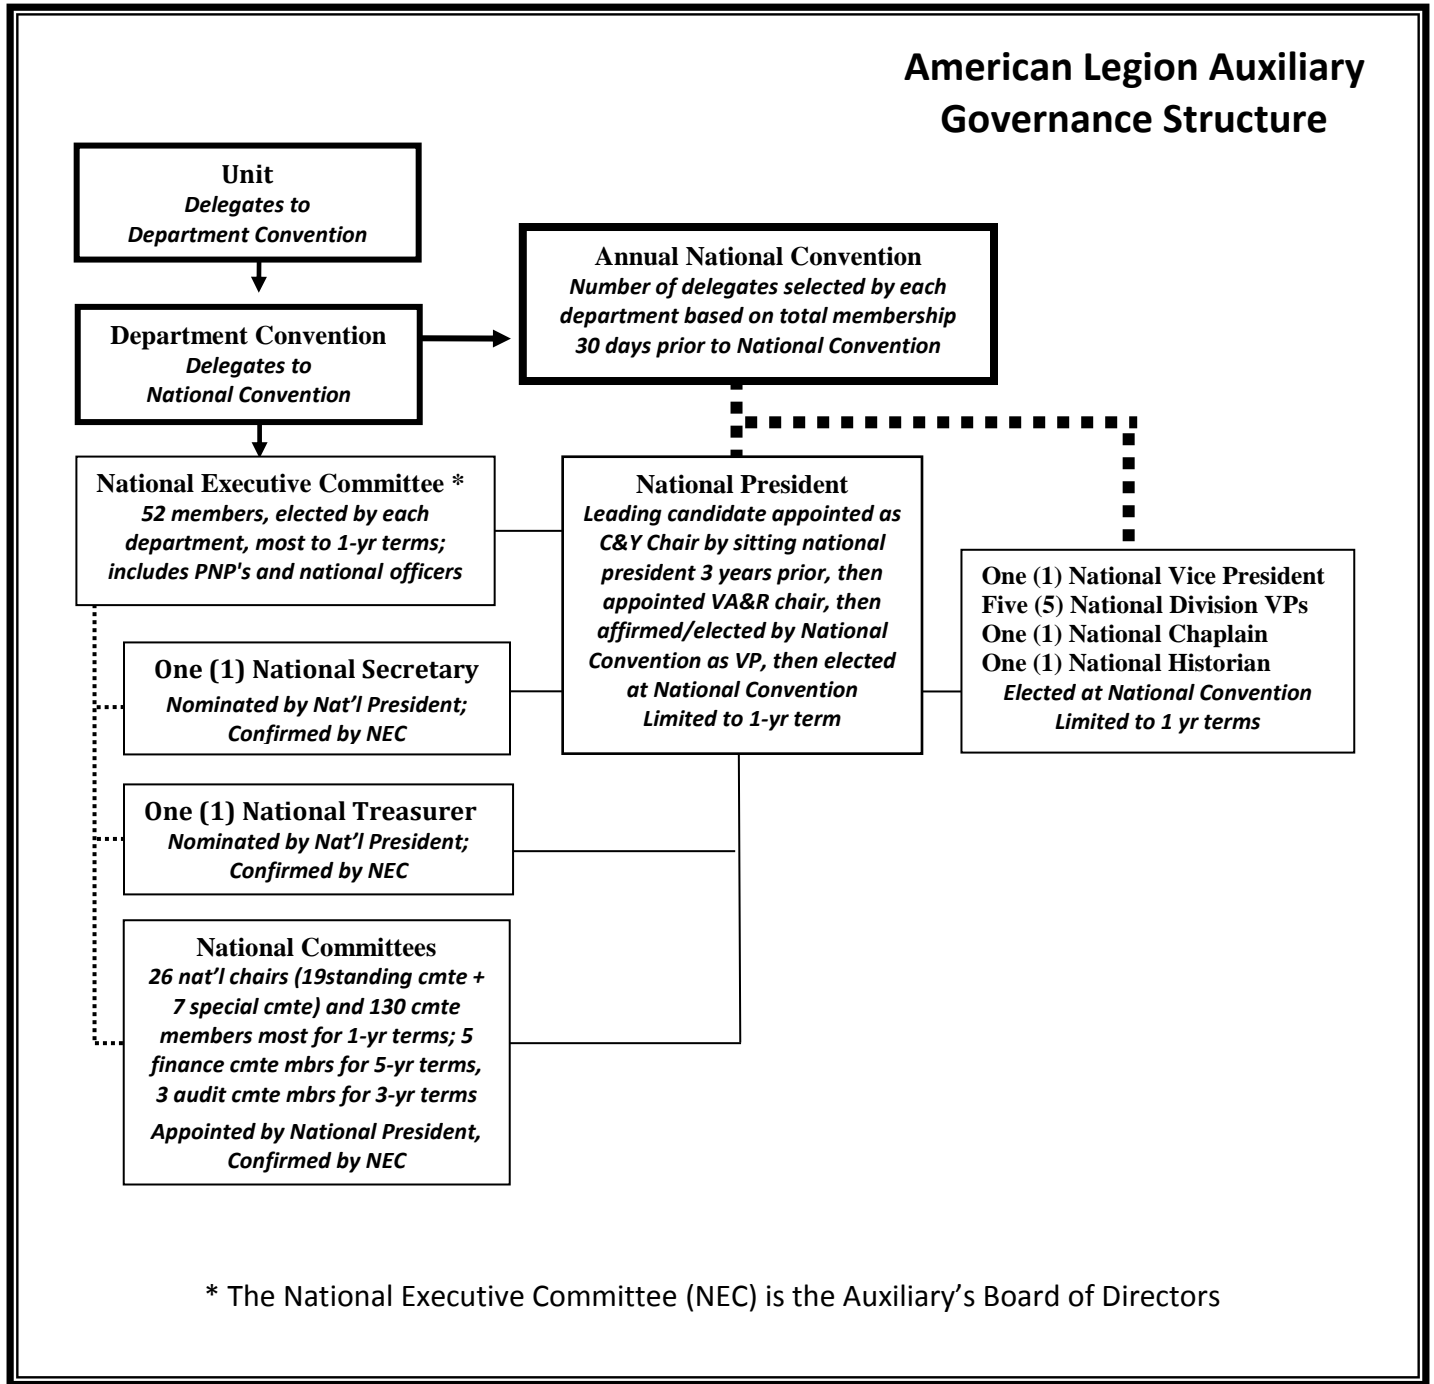 American Legion Auxiliary
Governance Structure
Unit
Delegates to
Department Convention
Annual National Convention
Number of delegates selected by each
department based on total membership
30 days prior to National Convention
Department Convention
Delegates to
National Convention
National Executive Committee *
52 members, elected by each
department, most to 1-yr terms;
includes PNP's and national officers
National President
Leading candidate appointed as
C&Y Chair by sitting national
president 3 years prior, then
appointed VA&R chair, then
affirmed/elected by National
Convention as VP, then elected
at National Convention
Limited to 1-yr term
One (1) National Vice President
Five (5) National Division VPs
One (1) National Chaplain
One (1) National Historian
Elected at National Convention
Limited to 1 yr terms
One (1) National Secretary
Nominated by Nat’l President;
Confirmed by NEC
One (1) National Treasurer
Nominated by Nat’l President;
Confirmed by NEC
National Committees
26 nat’l chairs (19standing cmte +
7 special cmte) and 130 cmte
members most for 1-yr terms; 5
finance cmte mbrs for 5-yr terms,
3 audit cmte mbrs for 3-yr terms
Appointed by National President,
Confirmed by NEC
* The National Executive Committee (NEC) is the Auxiliary’s Board of Directors